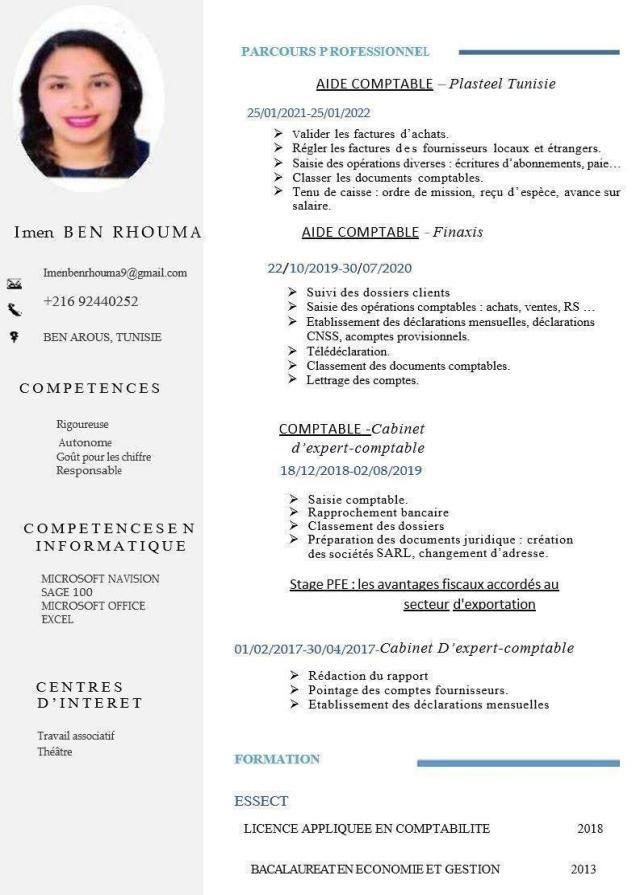 Imen BEN RHOUMA
Imenbenrhouma9@gmail.com
+216 92440252
BEN AROUS, TUNISIE
COMPETENCES
Rigoureuse
Autonome
Goût pour les chiffre
Responsable
COMPETENCESEN
INFORMATIQUE
MICROSOFT NAVISION
SAGE 100
MICROSOFT OFFICE
EXCEL
CENTRES
D’INTERET
Travail associatif
Théâtre
PARCOURS PROFESSIONNEL
AIDE COMPTABLE – Plasteel Tunisie
25/01/2021-25/01/2022
➤ Valider les factures d’achats.
➤ Régler les factures des fournisseurs locaux et étrangers.
➤ Saisie des opérations diverses : écritures d’abonnements, paie…
➤ Classer les documents comptables.
➤ Tenu de caisse : ordre de mission, reçu d’espèce, avance sur
salaire.
AIDE COMPTABLE - Finaxis
22/10/2019-30/07/2020
➤ Suivi des dossiers clients
➤ Saisie des opérations comptables : achats, ventes, RS …
➤ Etablissement des déclarations mensuelles, déclarations
CNSS, acomptes provisionnels.
➤ Télédéclaration.
➤ Classement des documents comptables.
➤ Lettrage des comptes.
COMPTABLE -Cabinet
d’expert-comptable
18/12/2018-02/08/2019
➤ Saisie comptable.
➤ Rapprochement bancaire
➤ Classement des dossiers
➤ Préparation des documents juridique : création
des sociétés SARL, changement d’adresse.
Stage PFE : les avantages fiscaux accordés au
secteur d'exportation
01/02/2017-30/04/2017-Cabinet D’expert-comptable
➤ Rédaction du rapport
➤ Pointage des comptes fournisseurs.
➤ Etablissement des déclarations mensuelles
FORMATION
ESSECT
LICENCE APPLIQUEE EN COMPTABILITE 2018
BACALAUREAT EN ECONOMIE ET GESTION 2013